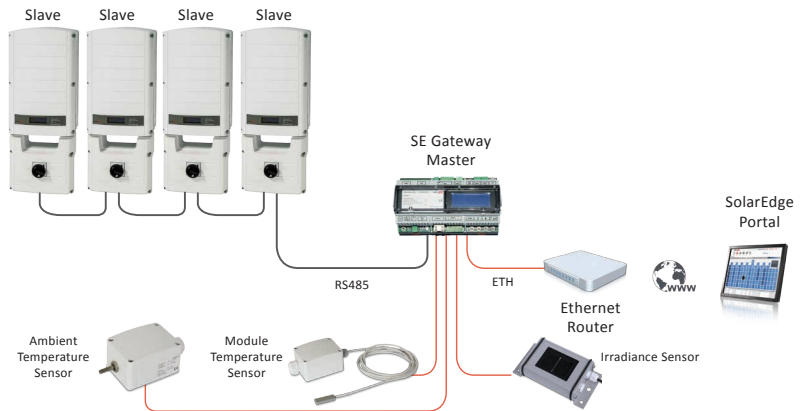 Slave
Slave
Slave
Slave
SE Gateway
Master
SolarEdge
Portal
RS485
ETH
www
Ethernet
Router
Ambient
Temperature
Sensor
Module
Temperature
Sensor
Irradiance Sensor